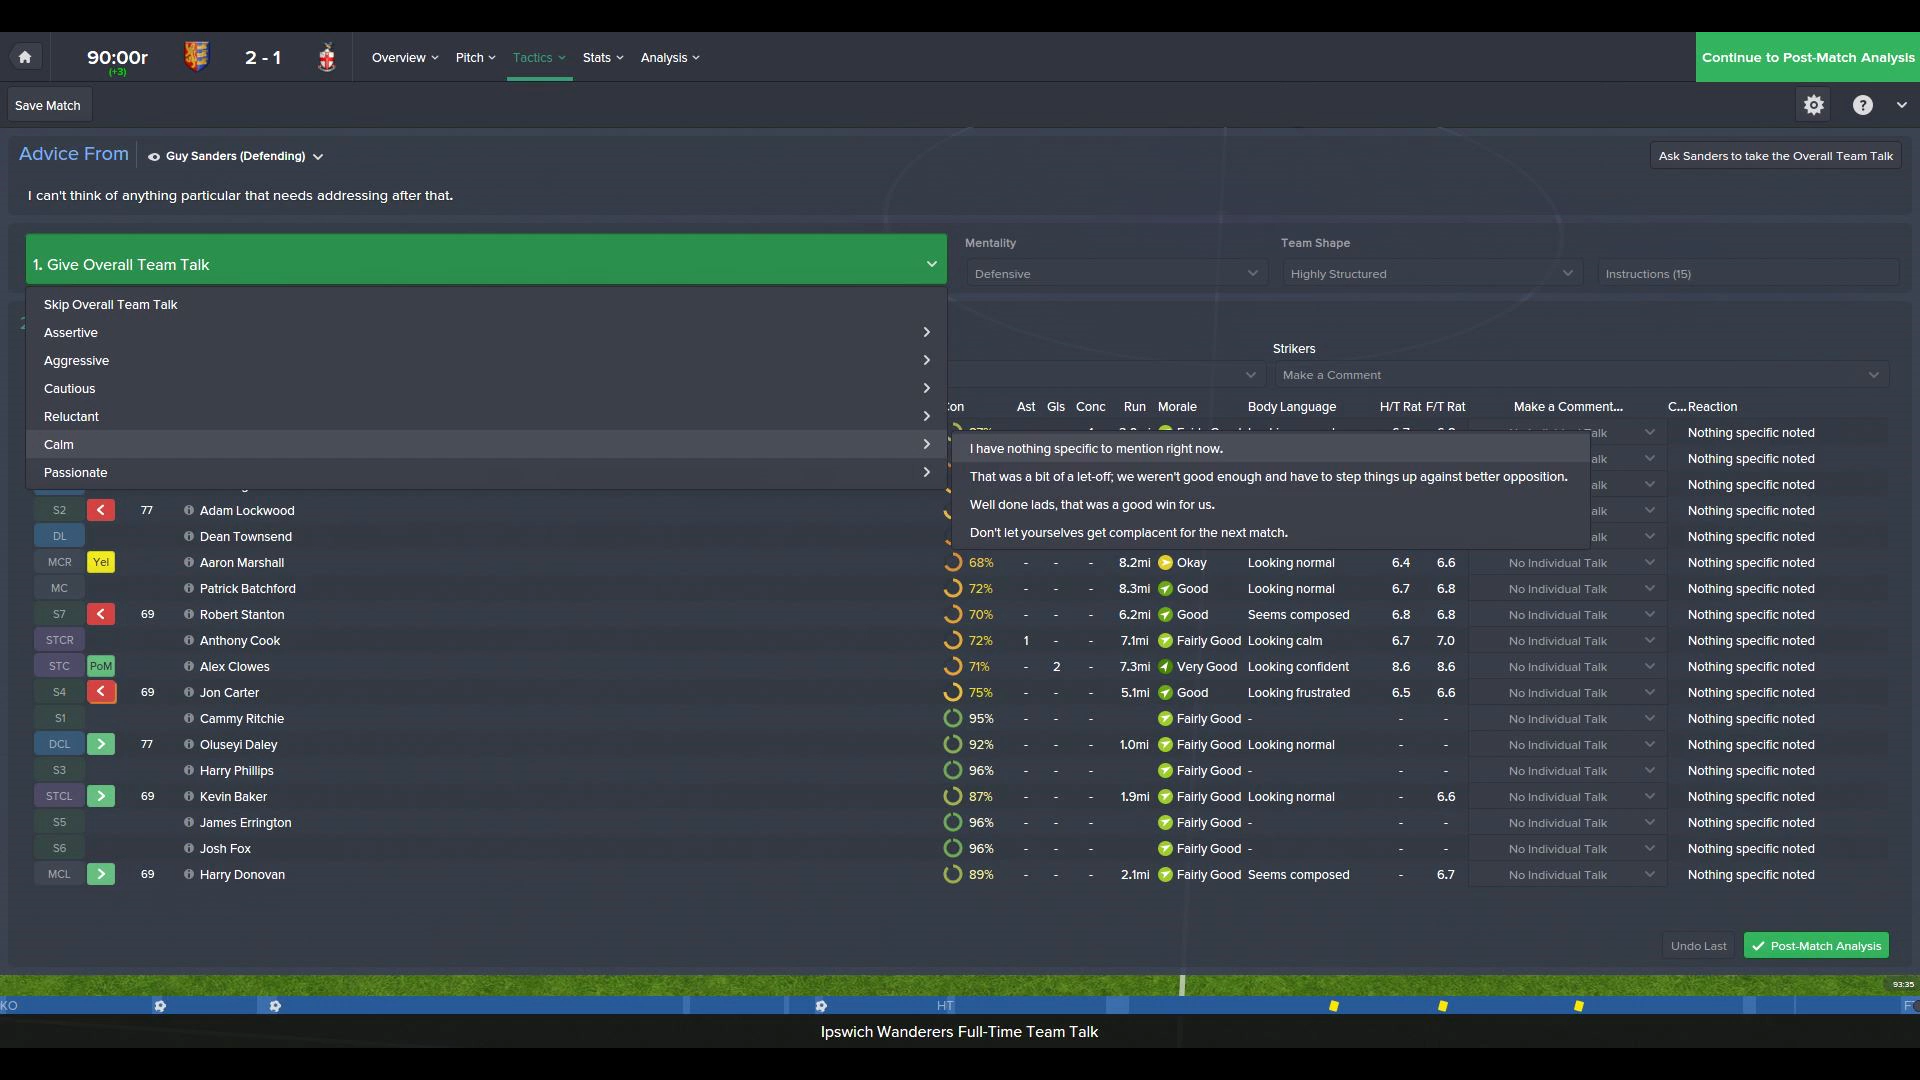 90:00r
(+3)
2 - 1
Overview
Pitch
Tactics
Stats
Analysis
Continue to Post-Match Analysis
Save Match
?
Advice From
Guy Sanders (Defending)
Ask Sanders to take the Overall Team Talk
I can't think of anything particular that needs addressing after that.
1. Give Overall Team Talk
Mentality
Team Shape
Defensive
Highly Structured
Instructions (15)
Skip Overall Team Talk
Assertive
Aggressive
Cautious
Reluctant
Calm
Passionate
Strikers
Make a Comment
Ast Gls Conc Run Morale Body Language H/T Rat F/T Rat Make a Comment... C... Reaction
Nothing specific noted
I have nothing specific to mention right now.
Nothing specific noted
That was a bit of a let-off; we weren't good enough and have to step things up against better opposition.
Nothing specific noted
Well done lads, that was a good win for us.
Don't let yourselves get complacent for the next match.
S2 77 Adam Lockwood Nothing specific noted
DL Dean Townsend Nothing specific noted
MCR Yel Aaron Marshall 68% - - - 8.2mi Okay Looking normal 6.4 6.6 No Individual Talk Nothing specific noted
MC Patrick Batchford 72% - - - 8.3mi Good Looking normal 6.7 6.8 No Individual Talk Nothing specific noted
S7 69 Robert Stanton 70% - - - 6.2mi Good Seems composed 6.8 6.8 No Individual Talk Nothing specific noted
STCR Anthony Cook 72% 1 - - 7.1mi Fairly Good Looking calm 6.7 7.0 No Individual Talk Nothing specific noted
STC PoM Alex Clowes 71% - 2 - 7.3mi Very Good Looking confident 8.6 8.6 No Individual Talk Nothing specific noted
S4 69 Jon Carter 75% - - - 5.1mi Good Looking frustrated 6.5 6.6 No Individual Talk Nothing specific noted
S1 Cammy Ritchie 95% - - - Fairly Good - - - No Individual Talk Nothing specific noted
DCL 77 Oluseyi Daley 92% - - - 1.0mi Fairly Good Looking normal - - No Individual Talk Nothing specific noted
S3 Harry Phillips 96% - - - Fairly Good - - - No Individual Talk Nothing specific noted
STCL 69 Kevin Baker 87% - - - 1.9mi Fairly Good Looking normal - 6.6 No Individual Talk Nothing specific noted
S5 James Errington 96% - - - Fairly Good - - - No Individual Talk Nothing specific noted
S6 Josh Fox 96% - - - Fairly Good - - - No Individual Talk Nothing specific noted
MCL 69 Harry Donovan 89% - - - 2.1mi Fairly Good Seems composed - 6.7 No Individual Talk Nothing specific noted
Undo Last
Post-Match Analysis
93:35
KO
HT
Ipswich Wanderers Full-Time Team Talk